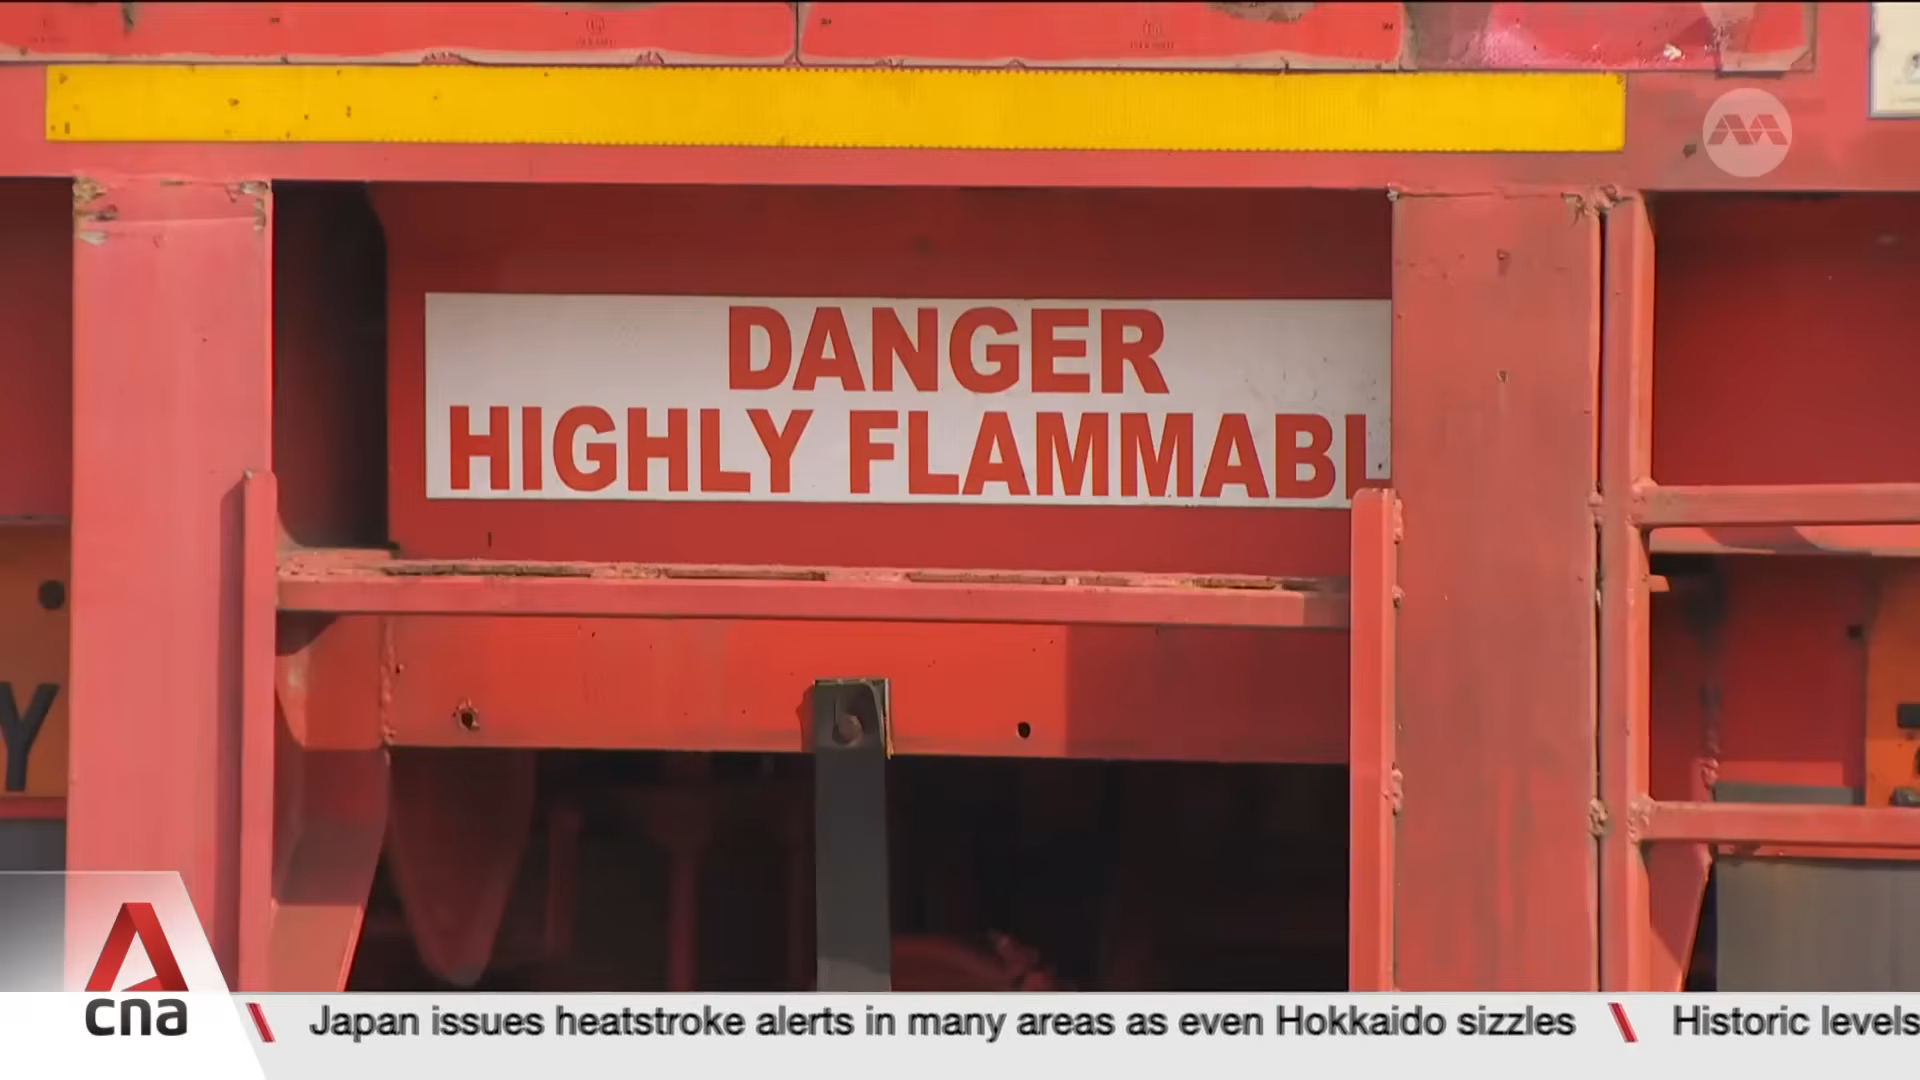 DANGER
HIGHLY FLAMMABL
Y
cna
Japan issues heatstroke alerts in many areas as even Hokkaido sizzles \ Historic levels